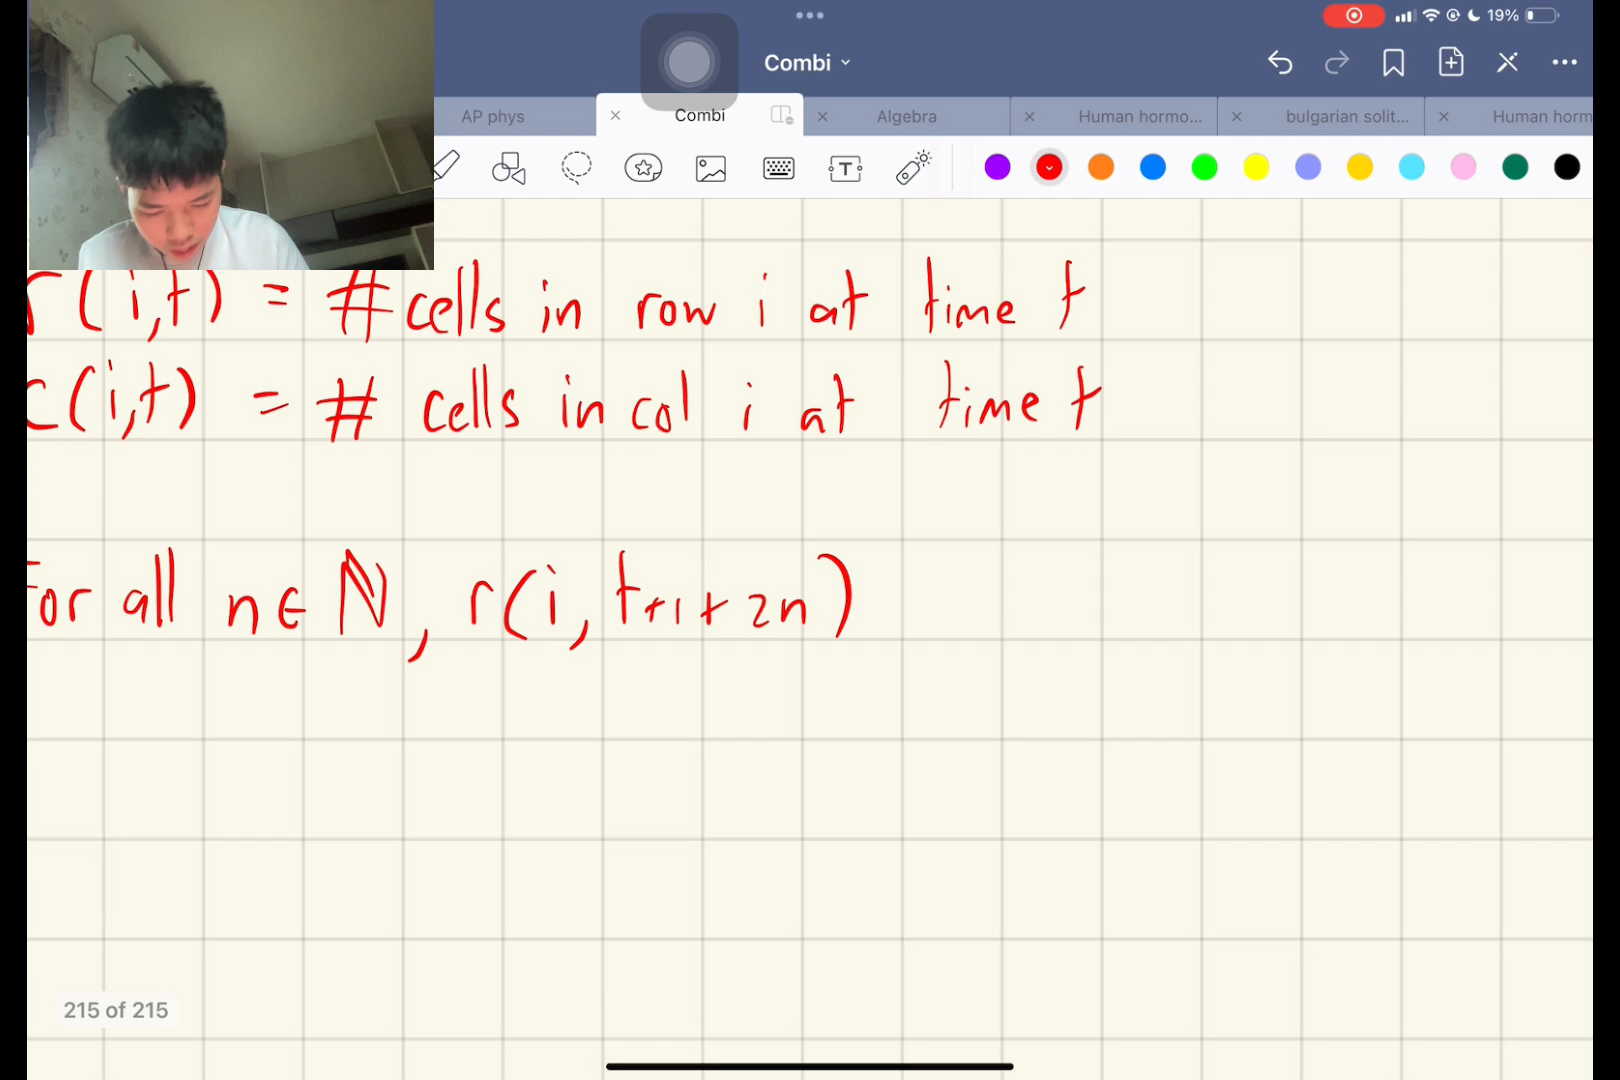 19%
Combi
AP phys
Combi
Algebra
Human hormo...
bulgarian solit...
Human horm
T
r(i,t) = # cells in row i at time t
c(i,t) = # cells in col i at time t
For all n ∈ ℕ, r(i, t+1+2n)
215 of 215